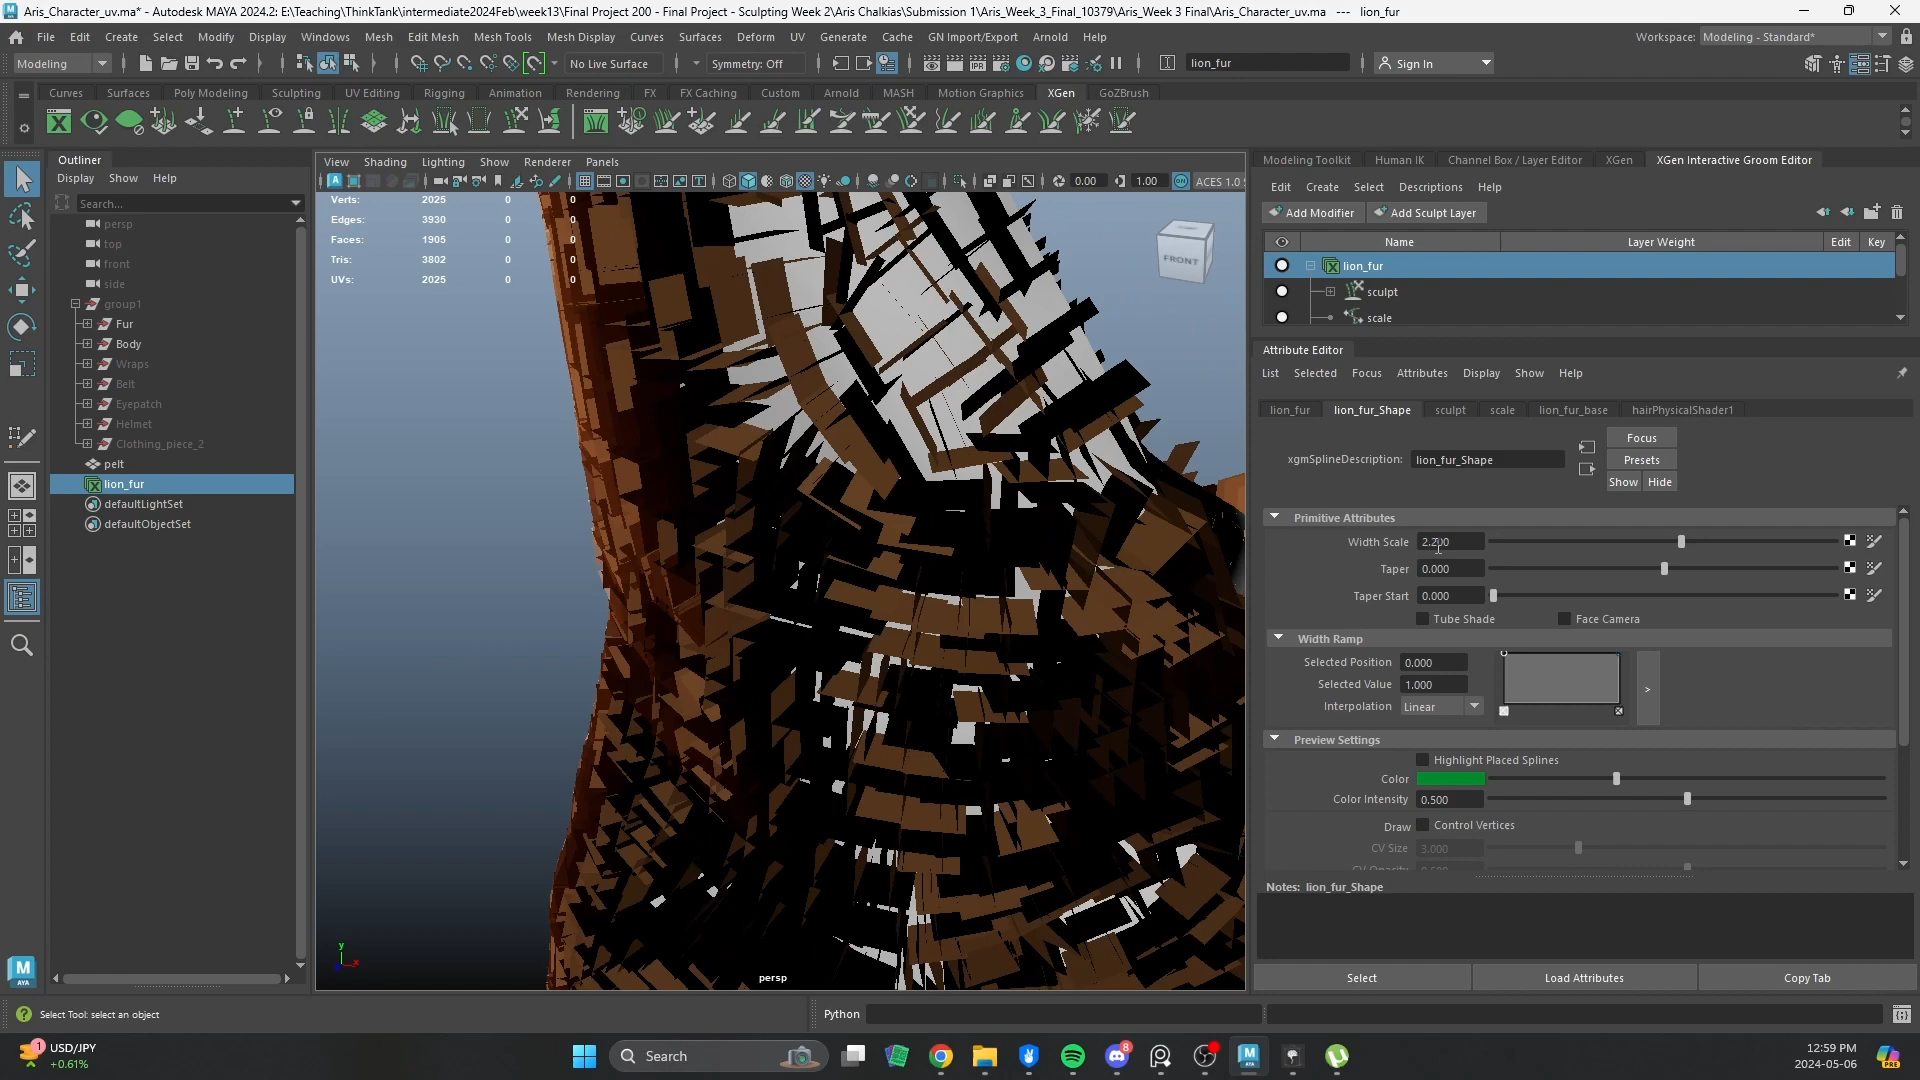 Aris_Character_uv.ma* - Autodesk MAYA 2024.2: E:\Teaching\ThinkTank\intermediate2024Feb\week13\Final Project 200 - Final Project - Sculpting Week 2\Aris Chalkias\Submission 1\Aris_Week_3_Final_10379\Aris_Week 3 Final\Aris_Character_uv.ma --- lion_fur
File Edit Create Select Modify Display Windows Mesh Edit Mesh Mesh Tools Mesh Display Curves Surfaces Deform UV Generate Cache GN Import/Export Arnold Help Workspace: Modeling - Standard*
Modeling No Live Surface Symmetry: Off lion_fur Sign In
Curves Surfaces Poly Modeling Sculpting UV Editing Rigging Animation Rendering FX FX Caching Custom Arnold MASH Motion Graphics XGen GoZBrush
Outliner
Display Show Help
Search...
persp
top
front
side
group1
Fur
Body
Wraps
Belt
Eyepatch
Helmet
Clothing_piece_2
pelt
lion_fur
defaultLightSet
defaultObjectSet
View Shading Lighting Show Renderer Panels
0.00 1.00 ACES 1.0
Verts: 2025 0 0
Edges: 3930 0 0
Faces: 1905 0 0
Tris: 3802 0 0
UVs: 2025 0 0
FRONT
y
x
persp
Modeling Toolkit Human IK Channel Box / Layer Editor XGen XGen Interactive Groom Editor
Edit Create Select Descriptions Help
Add Modifier Add Sculpt Layer
Name Layer Weight Edit Key
lion_fur
sculpt
scale
Attribute Editor
List Selected Focus Attributes Display Show Help
lion_fur lion_fur_Shape sculpt scale lion_fur_base hairPhysicalShader1
Focus
xgmSplineDescription: lion_fur_Shape Presets
Show Hide
Primitive Attributes
Width Scale 2.200
Taper 0.000
Taper Start 0.000
Tube Shade Face Camera
Width Ramp
Selected Position 0.000
Selected Value 1.000
Interpolation Linear
>
Preview Settings
Highlight Placed Splines
Color
Color Intensity 0.500
Draw Control Vertices
CV Size 3.000
CV Opacity 0.500
Notes: lion_fur_Shape
Select Load Attributes Copy Tab
Select Tool: select an object
Python
1 USD/JPY
+0.61%
Search
8
12:59 PM
2024-05-06